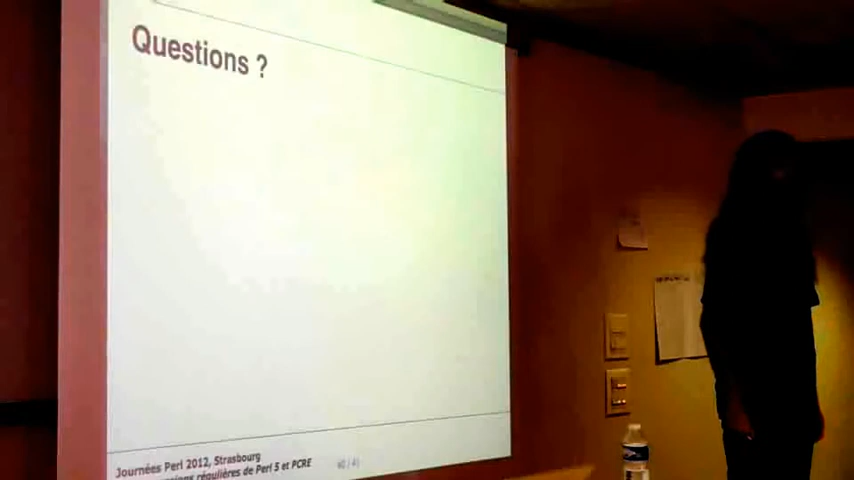 Questions ?
Journées Perl 2012, Strasbourg
régulières de Perl 5 et PCRE